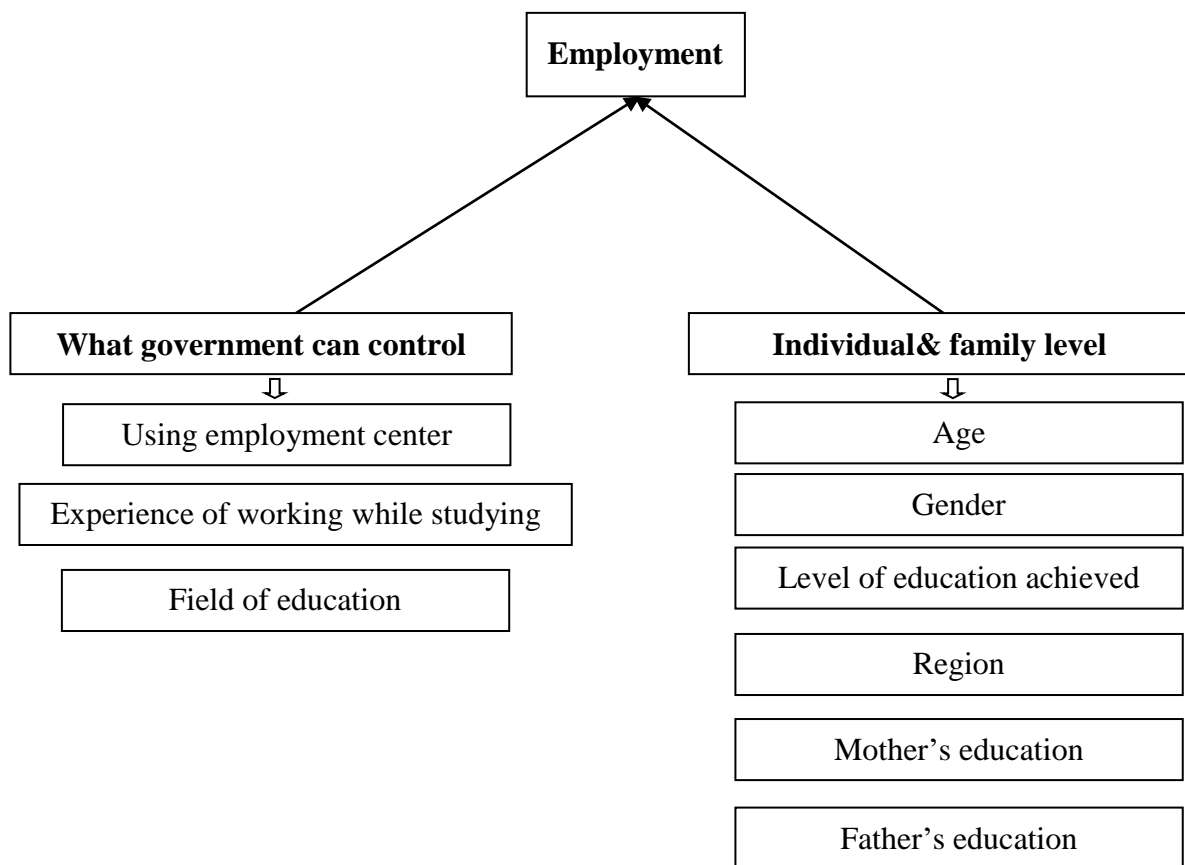 Employment
What government can control
Using employment center
Experience of working while studying
Field of education
Individual& family level
Age
Gender
Level of education achieved
Region
Mother’s education
Father’s education